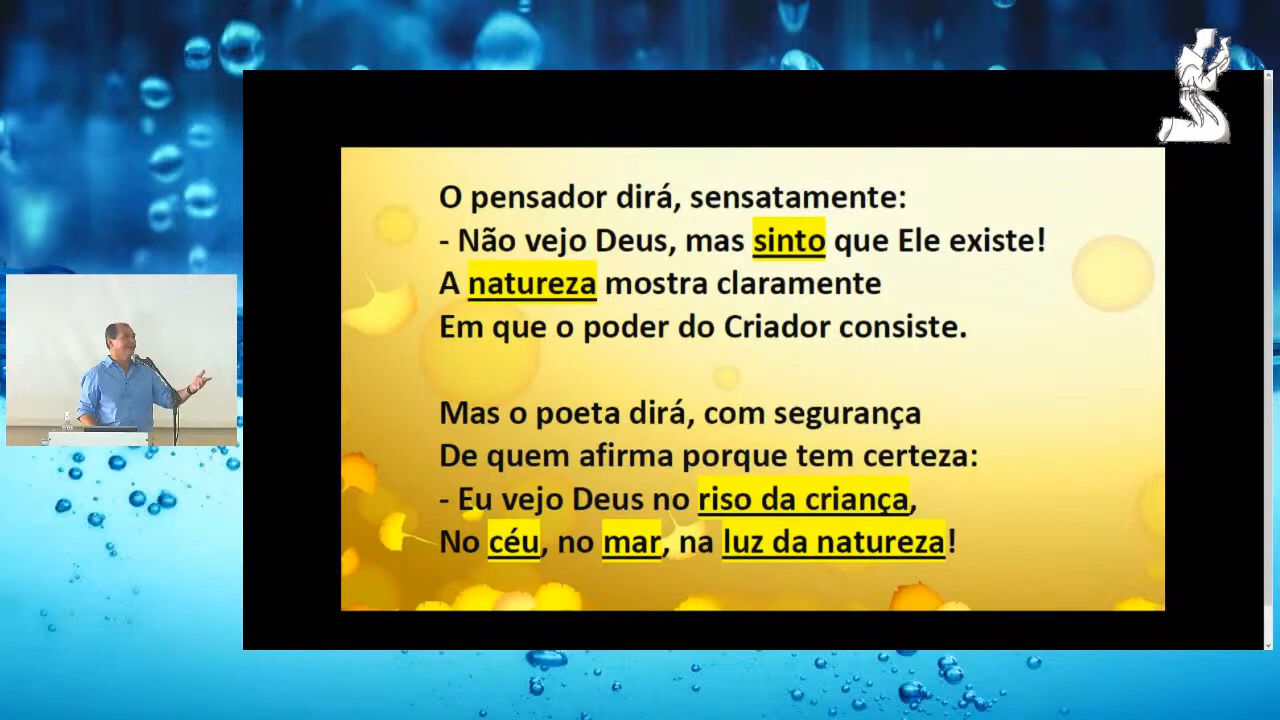 O pensador dirá, sensatamente:
- Não vejo Deus, mas sinto que Ele existe!
A natureza mostra claramente
Em que o poder do Criador consiste.
Mas o poeta dirá, com segurança
De quem afirma porque tem certeza:
- Eu vejo Deus no riso da criança,
No céu, no mar, na luz da natureza!